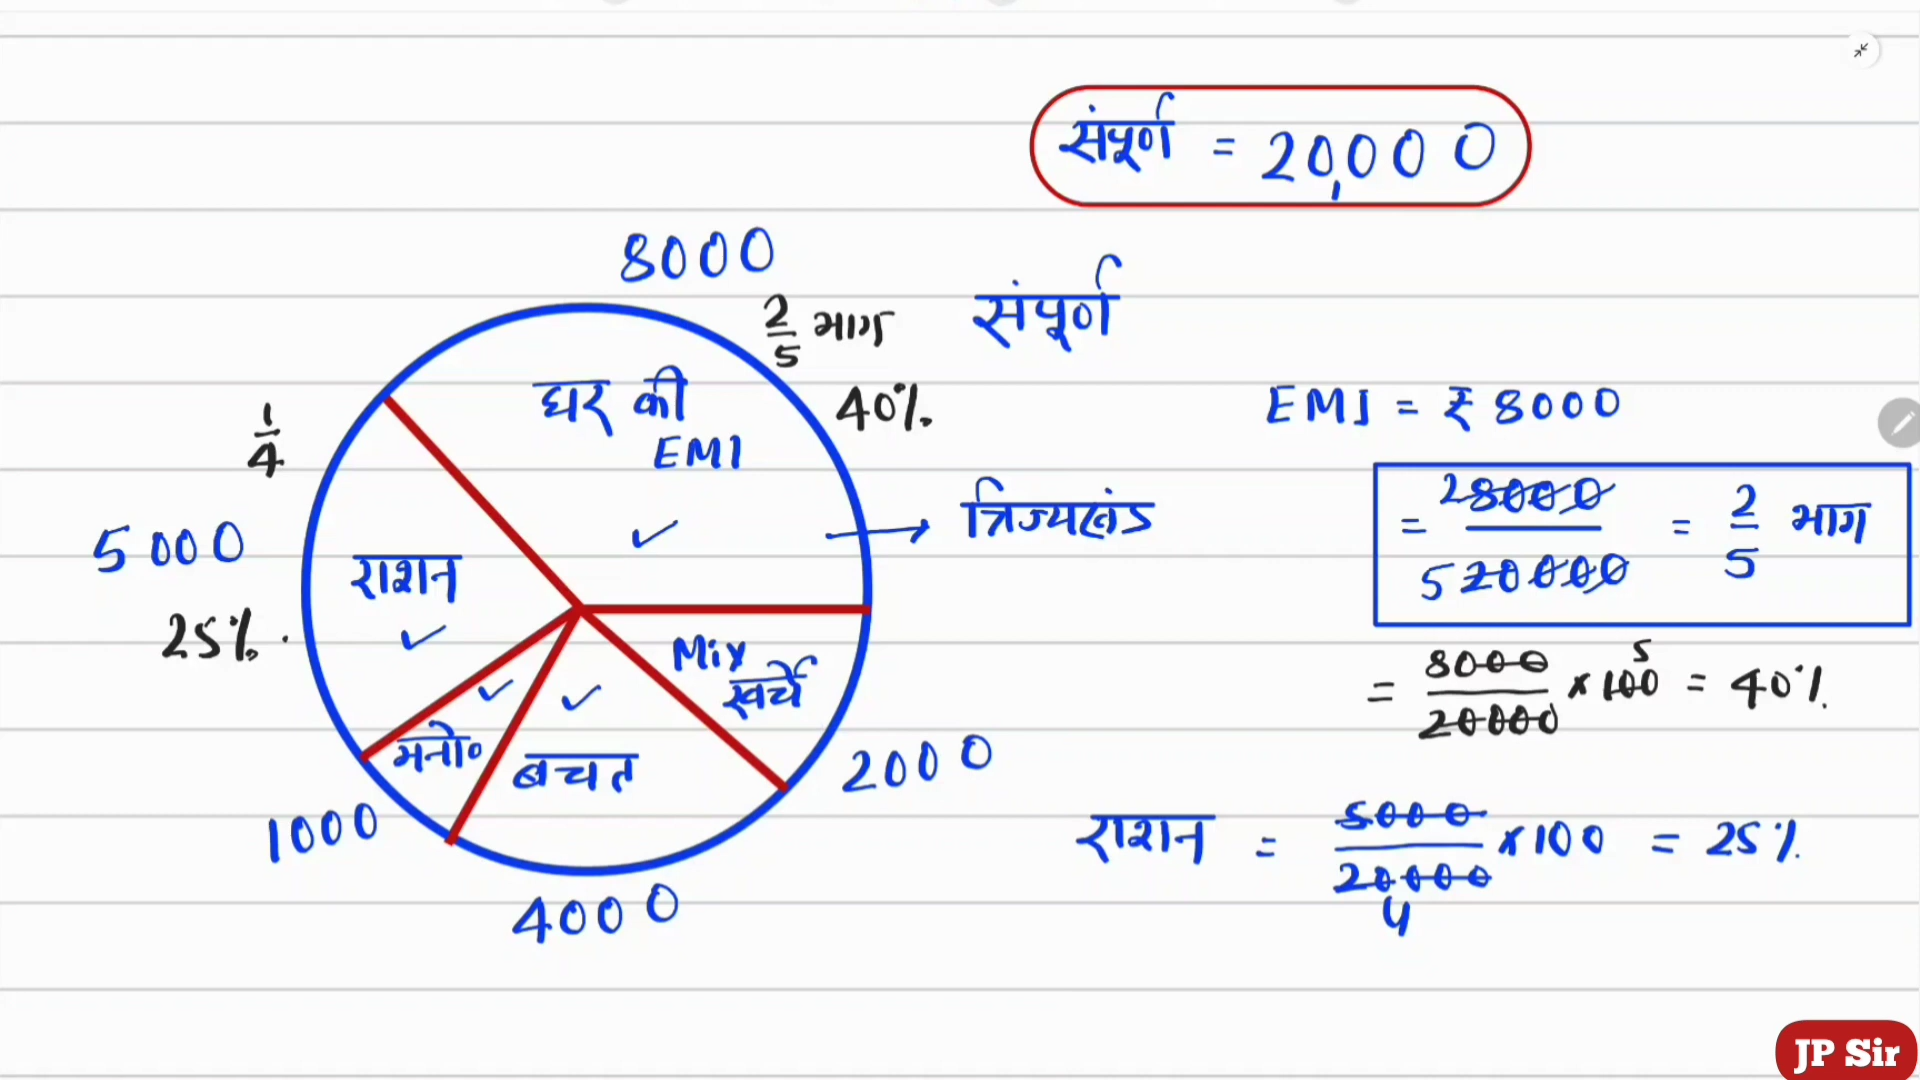 संपूर्ण = 20,000
8000
2/5 भाग
संपूर्ण
40%.
घर की
EMI
EMI = ₹ 8000
1/4
= 2 8000 / 5 20000 = 2/5 भाग
त्रिज्यखंड
5000
राशन
25%.
Mix
खर्च
= 8000/20000 × 100 5 = 40%.
मनो०
बचत
2000
1000
राशन = 5000/20000 × 100 = 25%.
4
4000
JP Sir